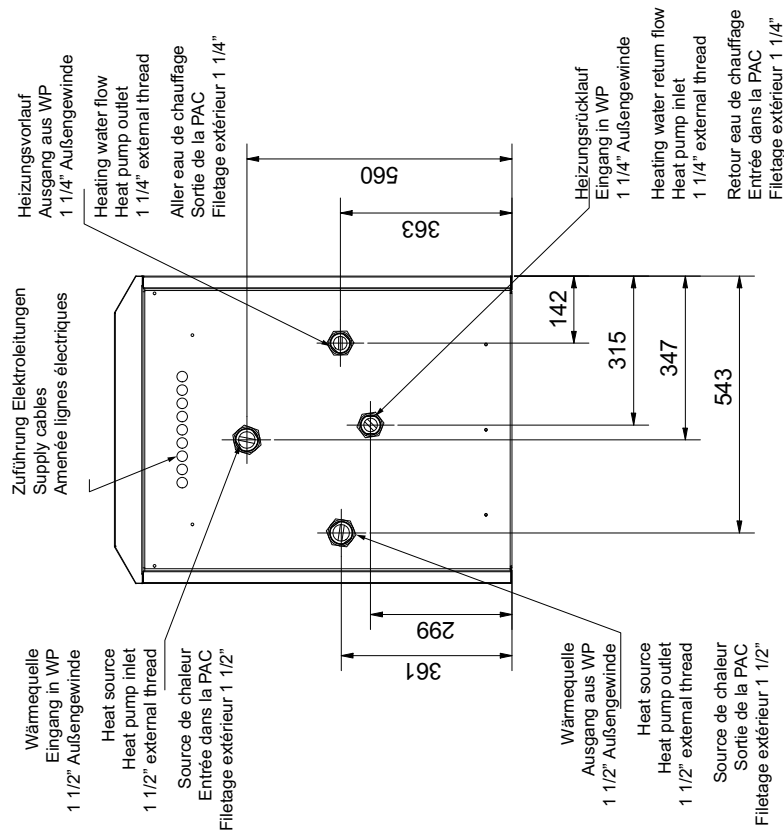 Zuführung Elektroleitungen
Supply cables
Amenée lignes électriques
Heizungsvorlauf
Ausgang aus WP
1 1/4” Außengewinde
Heating water flow
Heat pump outlet
1 1/4” external thread
Aller eau de chauffage
Sortie de la PAC
Filetage extérieur 1 1/4”
Wärmequelle
Eingang in WP
1 1/2” Außengewinde
Heat source
Heat pump inlet
1 1/2” external thread
Source de chaleur
Entrée dans la PAC
Filetage extérieur 1 1/2”
560
363
299
361
142
315
347
543
Wärmequelle
Ausgang aus WP
1 1/2” Außengewinde
Heat source
Heat pump outlet
1 1/2” external thread
Source de chaleur
Sortie de la PAC
Filetage extérieur 1 1/2”
Heizungsrücklauf
Eingang in WP
1 1/4” Außengewinde
Heating water return flow
Heat pump inlet
1 1/4” external thread
Retour eau de chauffage
Entrée dans la PAC
Filetage extérieur 1 1/4”